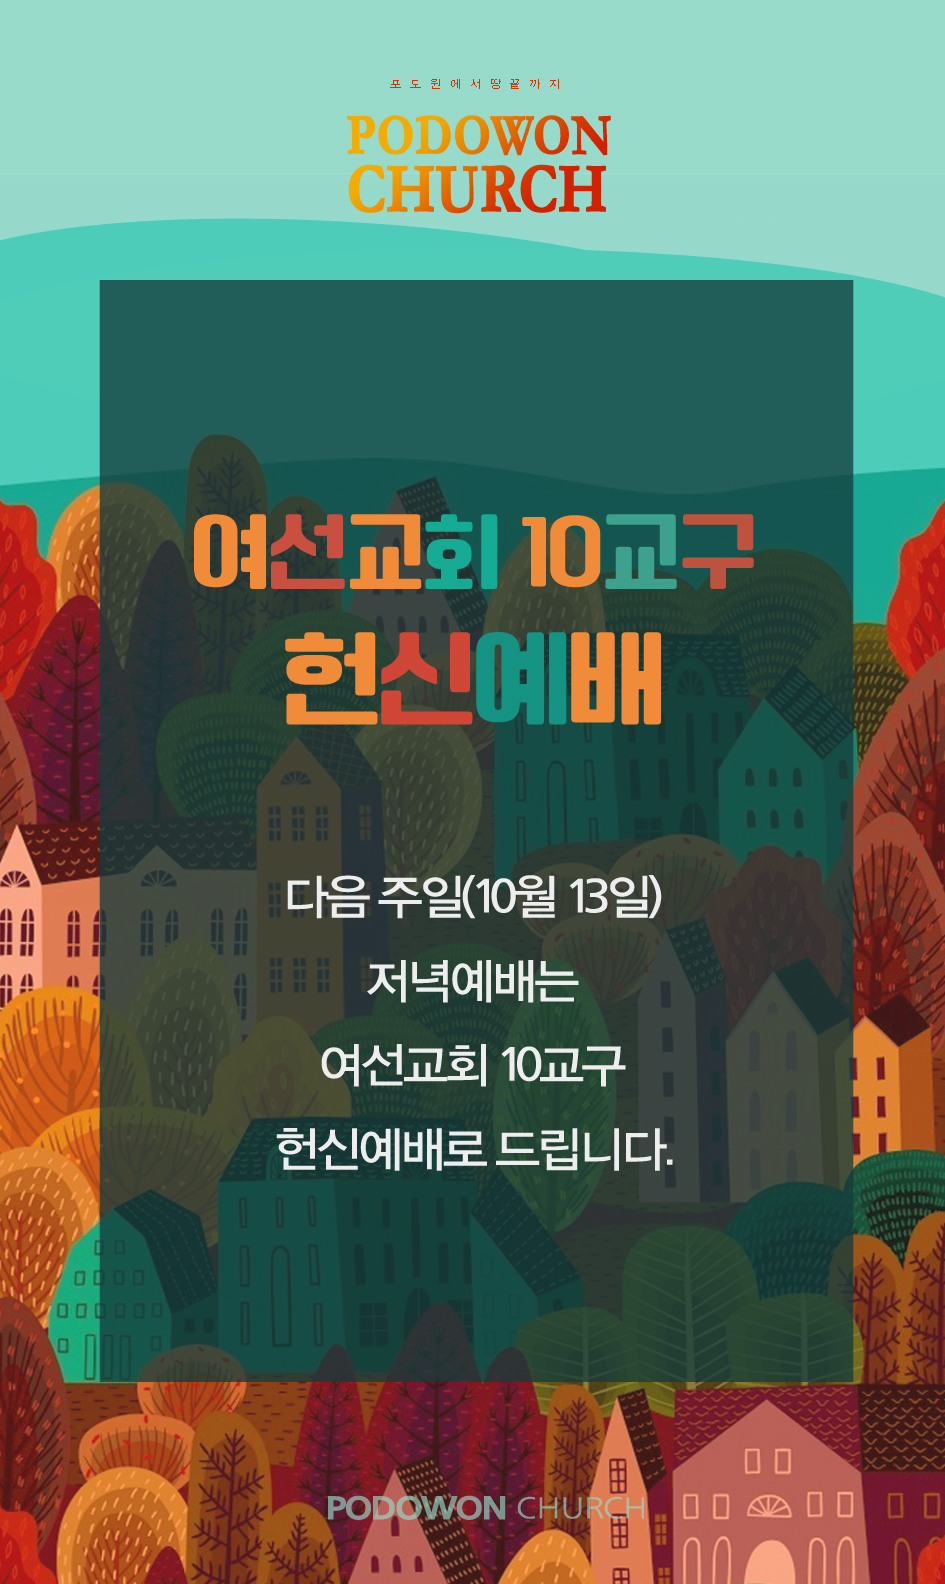 포도원에서땅끝까지
PODOWON
CHURCH
여선교회 10교구
헌신예배
다음 주일(10월 13일)
저녁예배는
여선교회 10교구
헌신예배로 드립니다.
PODOWON CHURCH